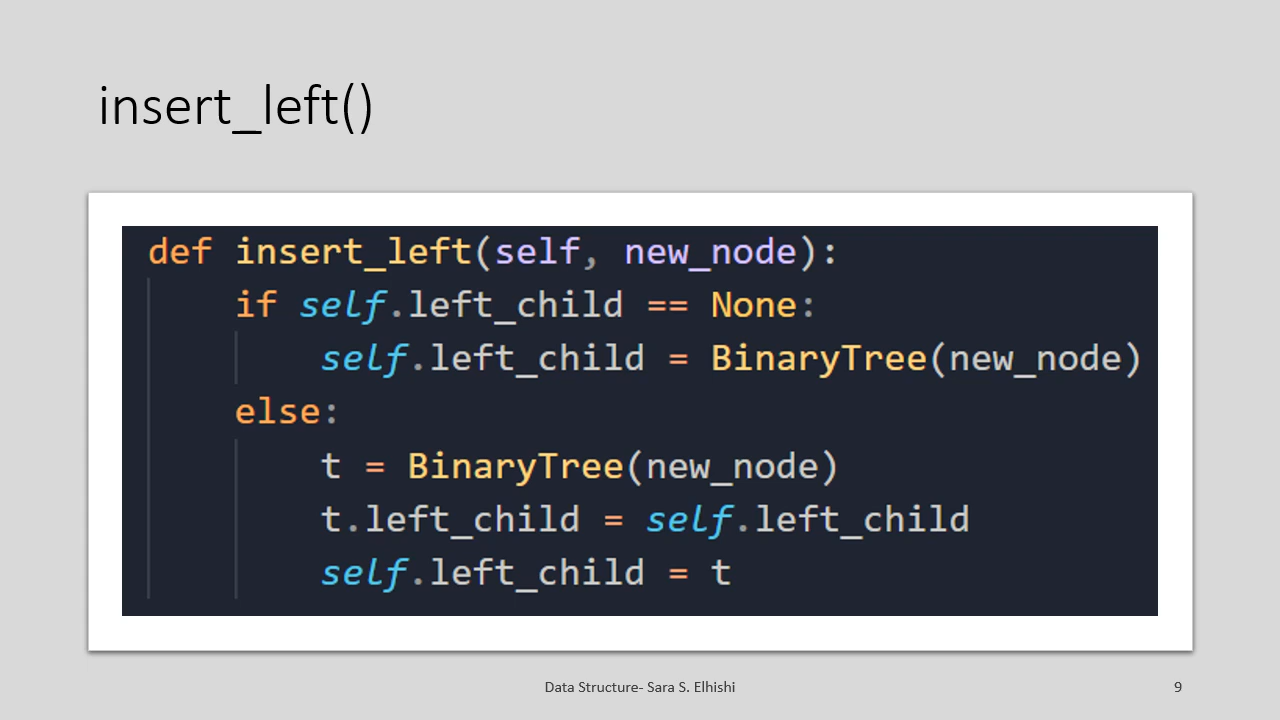 insert_left()
def insert_left(self, new_node):
    if self.left_child == None:
        self.left_child = BinaryTree(new_node)
    else:
        t = BinaryTree(new_node)
        t.left_child = self.left_child
        self.left_child = t
Data Structure- Sara S. Elhishi
9